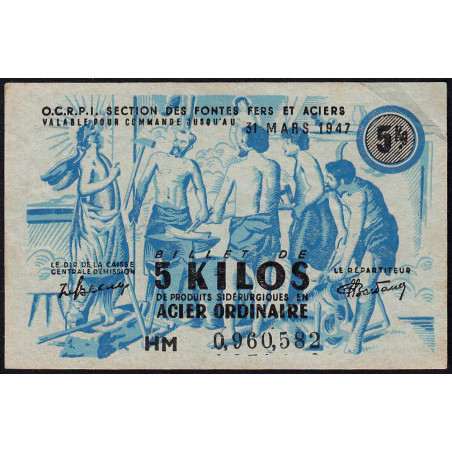 O.C.R.P.I. SECTION DES FONTES FERS ET ACIERS
VALABLE POUR COMMANDE JUSQU'AU 31 MARS 1947
5 K
BILLET DE
LE DIR. DE LA CAISSE
CENTRALE D'ÉMISSION
5 KILOS
LE RÉPARTITEUR
DE PRODUITS SIDÉRURGIQUES EN
ACIER ORDINAIRE
HM 0,960,582